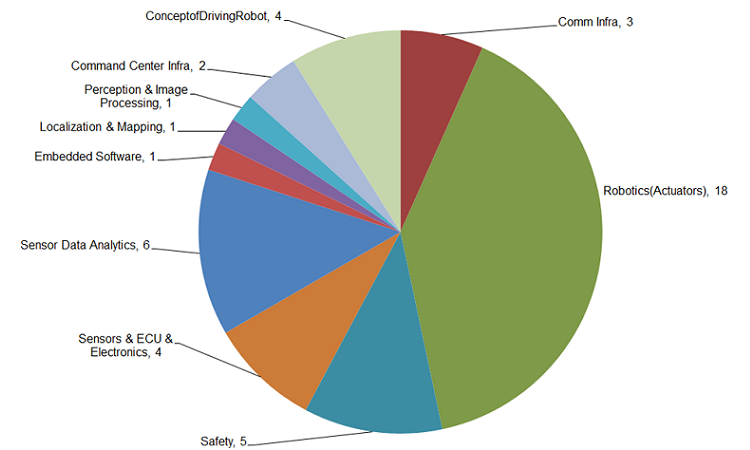 ConceptofDrivingRobot, 4
Comm Infra, 3
Command Center Infra, 2
Perception & Image
Processing, 1
Localization & Mapping, 1
Embedded Software, 1
Robotics(Actuators), 18
Sensor Data Analytics, 6
Sensors & ECU &
Electronics, 4
Safety, 5